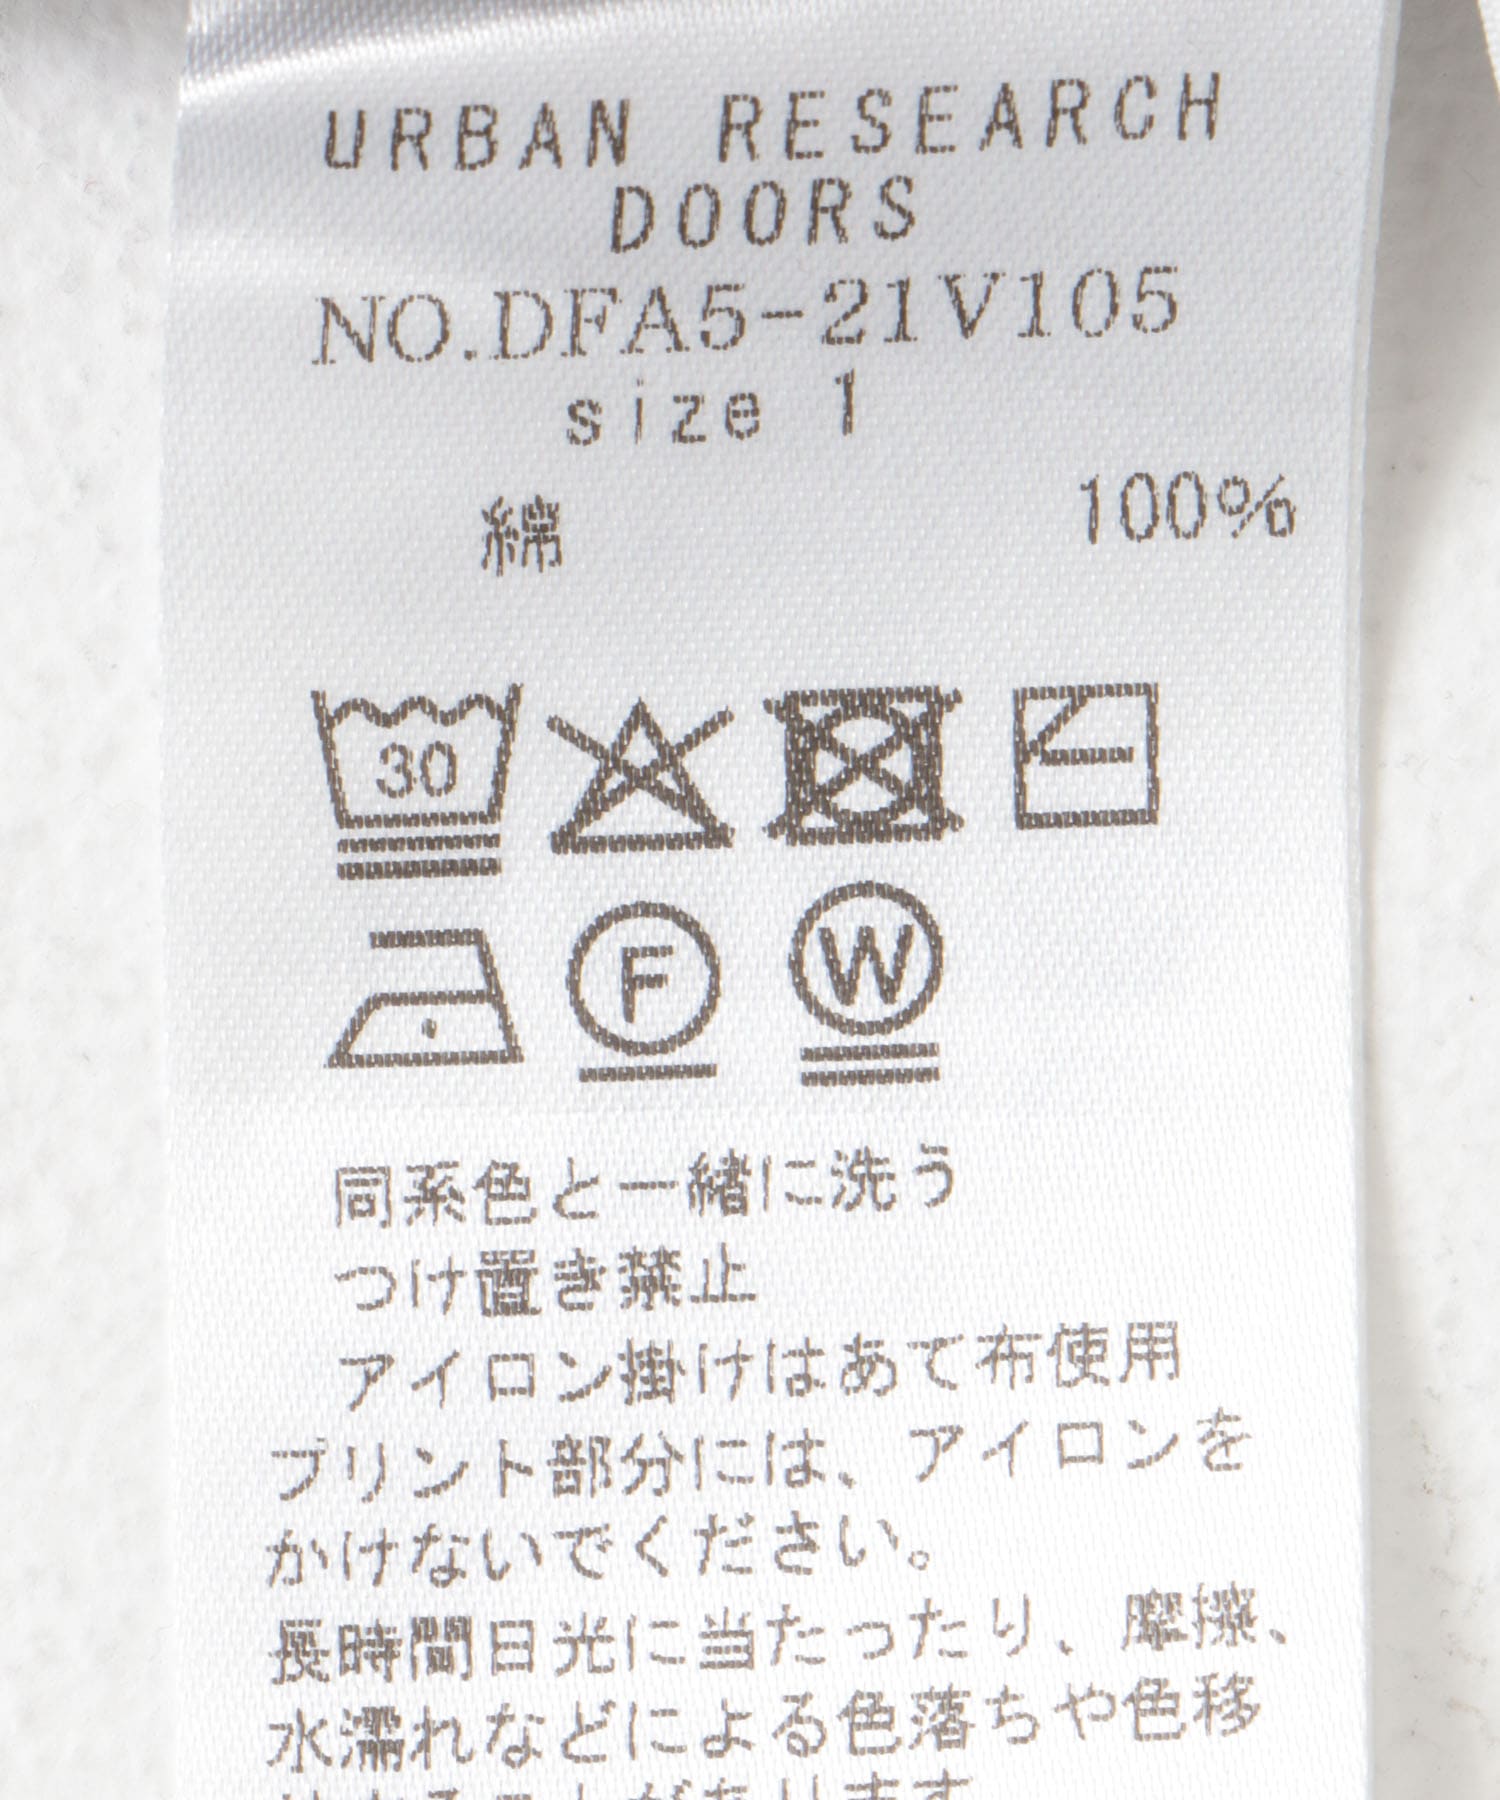 URBAN RESEARCH
DOORS
NO.DFA5-21V105
size 1
綿 100%
30
F W
同系色と一緒に洗う
つけ置き禁止
アイロン掛けはあて布使用
プリント部分には、アイロンを
かけないでください。
長時間日光に当たったり、摩擦、
水濡れなどによる色落ちや色移